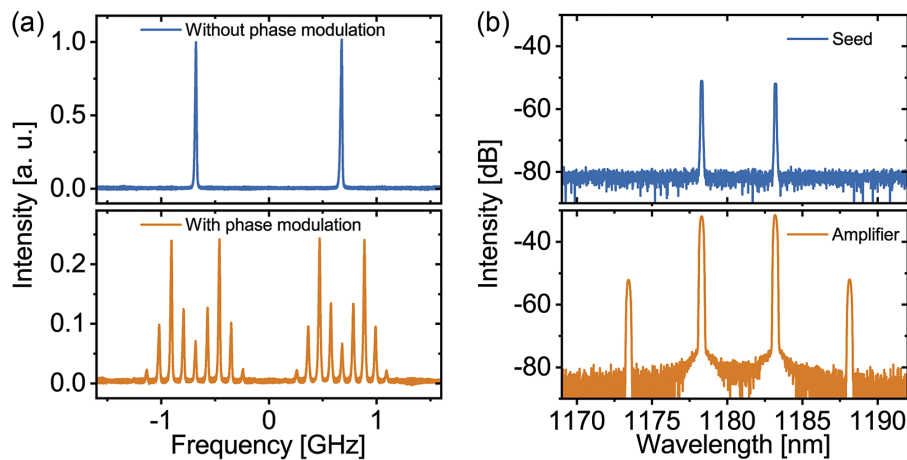 (a)
Without phase modulation
1.0
0.5
0.0
With phase modulation
0.2
0.1
0.0
Intensity [a. u.]
-1 0 1
Frequency [GHz]
(b)
Seed
-40
-60
-80
Amplifier
-40
-60
-80
Intensity [dB]
1170 1175 1180 1185 1190
Wavelength [nm]